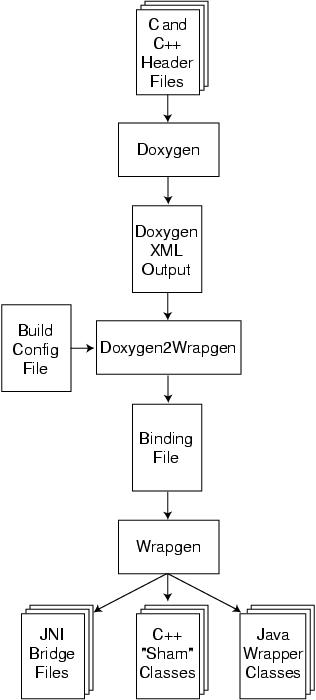 C and
C++
Header
Files
Doxygen
Doxygen
XML
Output
Build
Config
File
Doxygen2Wrapgen
Binding
File
Wrapgen
JNI
Bridge
Files
C++
"Sham"
Classes
Java
Wrapper
Classes